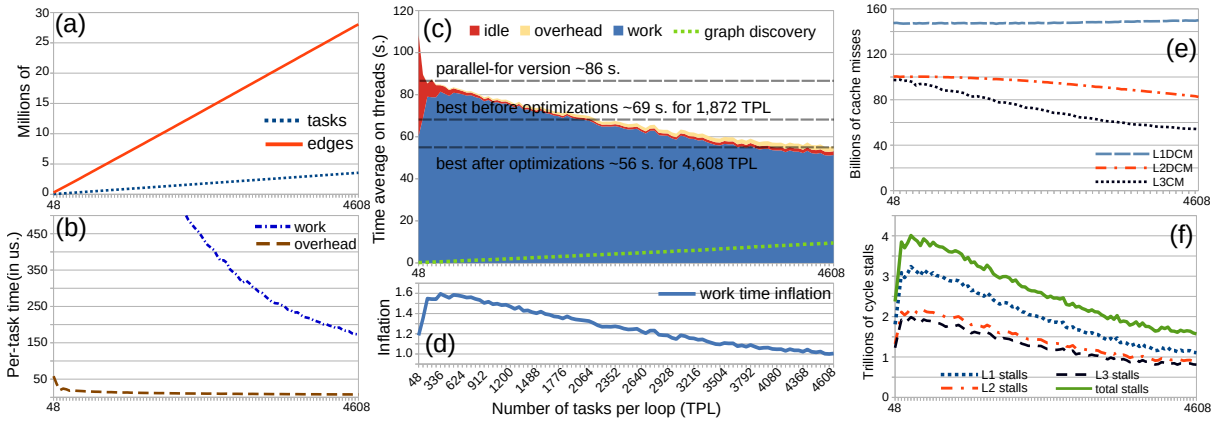 (a)
Millions of
30
25
20
15
10
5
0
tasks
edges
48
4608
(b)
Per-task time(in us.)
450
350
250
150
50
work
overhead
48
4608
(c)
Time average on threads (s.)
120
100
80
60
40
20
0
idle
overhead
work
graph discovery
parallel-for version ~86 s.
best before optimizations ~69 s. for 1,872 TPL
best after optimizations ~56 s. for 4,608 TPL
48
4608
(d)
Inflation
1.6
1.4
1.2
1.0
work time inflation
48
336
624
912
1200
1488
1776
2064
2352
2640
2928
3216
3504
3792
4080
4368
4608
Number of tasks per loop (TPL)
(e)
Billions of cache misses
160
120
80
40
0
L1DCM
L2DCM
L3CM
48
4608
(f)
Trillions of cycle stalls
4
3
2
1
0
L1 stalls
L3 stalls
L2 stalls
total stalls
48
4608